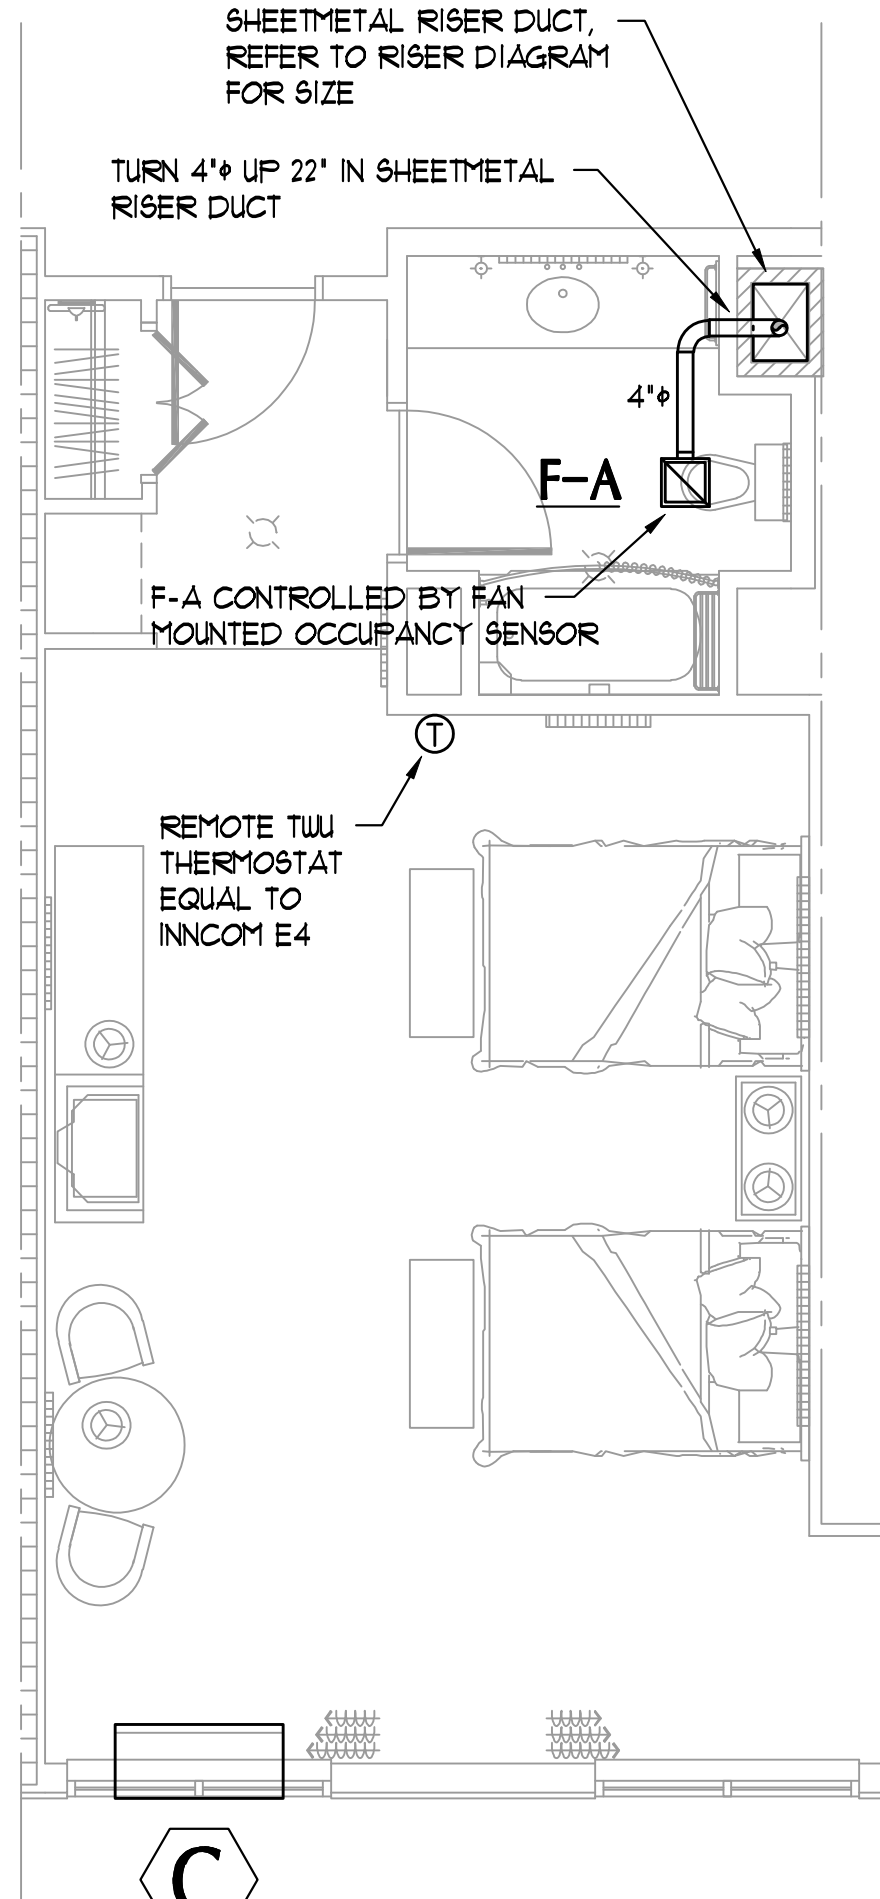 SHEETMETAL RISER DUCT,
REFER TO RISER DIAGRAM
FOR SIZE
TURN 4"ϕ UP 22" IN SHEETMETAL
RISER DUCT
4"ϕ
F-A
F-A CONTROLLED BY FAN
MOUNTED OCCUPANCY SENSOR
T
REMOTE TWU
THERMOSTAT
EQUAL TO
INNCOM E4
C